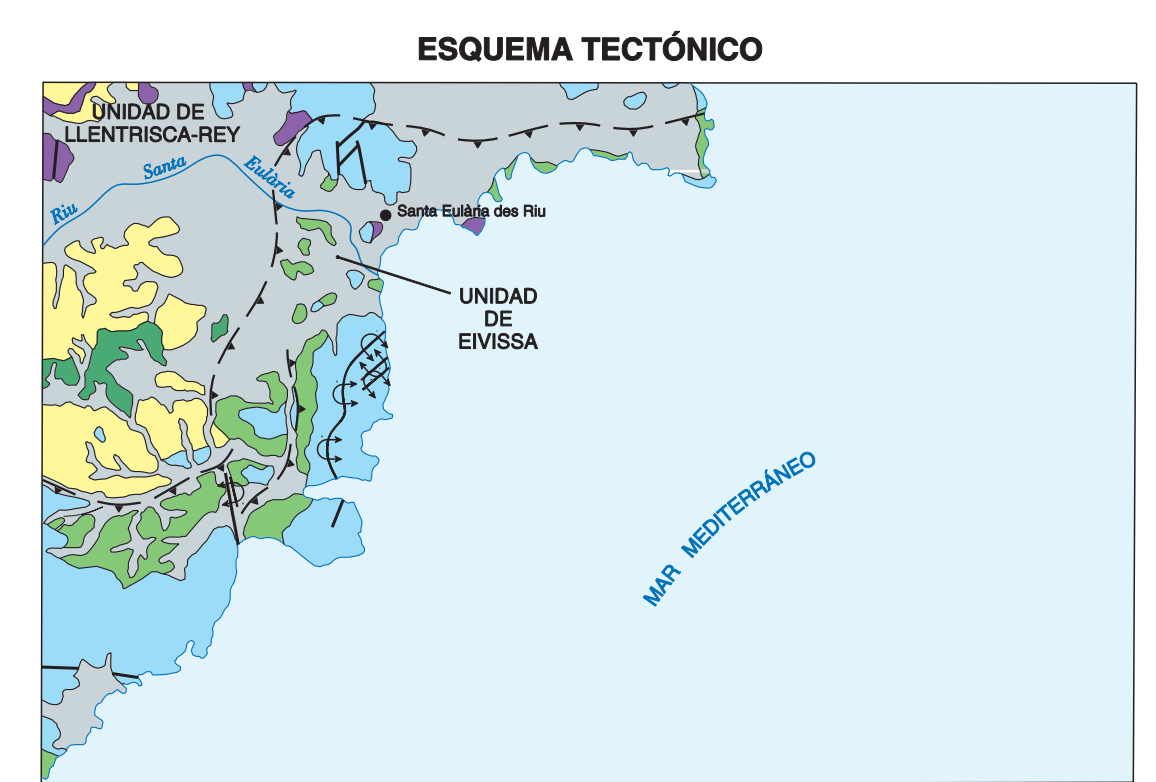 ESQUEMA TECTÓNICO
UNIDAD DE
LLENTRISCA-REY
Riu Santa Eulària
Santa Eulària des Riu
UNIDAD
DE
EIVISSA
MAR MEDITERRÁNEO